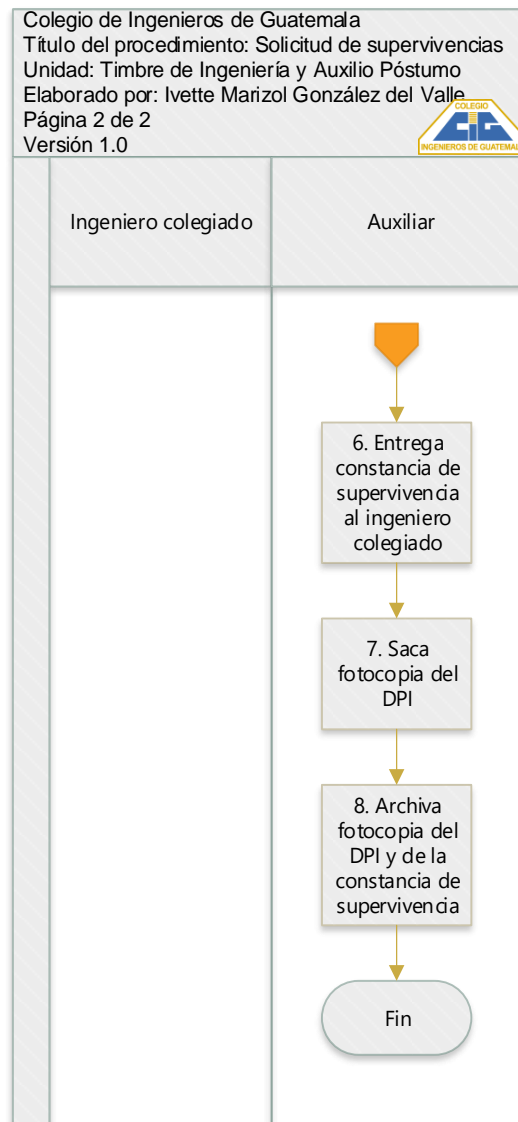 Colegio de Ingenieros de Guatemala
Título del procedimiento: Solicitud de supervivencias
Unidad: Timbre de Ingeniería y Auxilio Póstumo
Elaborado por: Ivette Marizol González del Valle
Página 2 de 2
Versión 1.0
COLEGIO
CIG
INGENIEROS DE GUATEMAL
Ingeniero colegiado
Auxiliar
6. Entrega
constancia de
supervivencia
al ingeniero
colegiado
7. Saca
fotocopia del
DPI
8. Archiva
fotocopia del
DPI y de la
constancia de
supervivencia
Fin